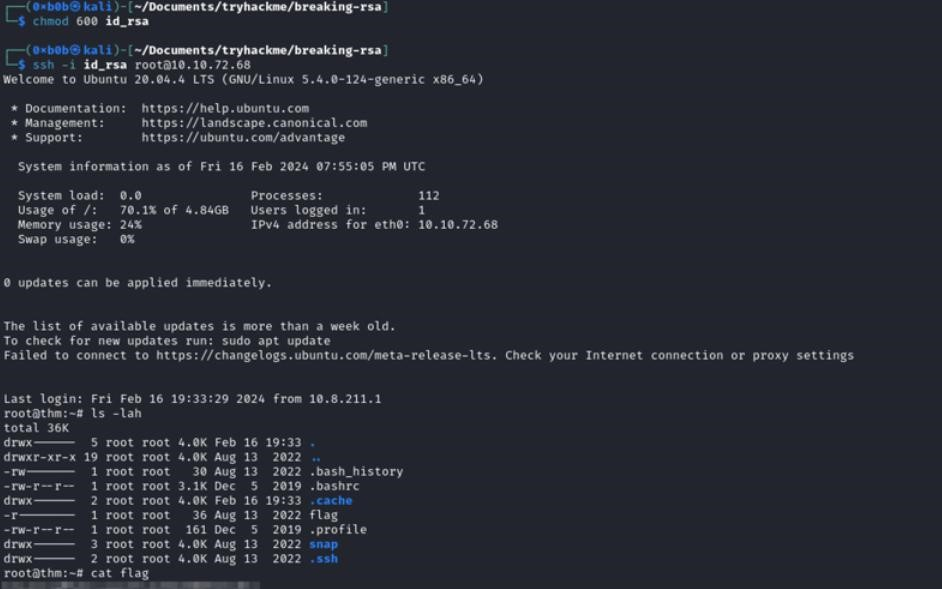 ┌──(0×b0b㉿kali)-[~/Documents/tryhackme/breaking-rsa]
└─$ chmod 600 id_rsa
┌──(0×b0b㉿kali)-[~/Documents/tryhackme/breaking-rsa]
└─$ ssh -i id_rsa root@10.10.72.68
Welcome to Ubuntu 20.04.4 LTS (GNU/Linux 5.4.0-124-generic x86_64)
* Documentation:  https://help.ubuntu.com
* Management:     https://landscape.canonical.com
* Support:        https://ubuntu.com/advantage
System information as of Fri 16 Feb 2024 07:55:05 PM UTC
System load:  0.0               Processes:             112
Usage of /:   70.1% of 4.84GB   Users logged in:       1
Memory usage: 24%               IPv4 address for eth0: 10.10.72.68
Swap usage:   0%
0 updates can be applied immediately.
The list of available updates is more than a week old.
To check for new updates run: sudo apt update
Failed to connect to https://changelogs.ubuntu.com/meta-release-lts. Check your Internet connection or proxy settings
Last login: Fri Feb 16 19:33:29 2024 from 10.8.211.1
root@thm:~# ls -lah
total 36K
drwx------  5 root root 4.0K Feb 16 19:33 .
drwxr-xr-x 19 root root 4.0K Aug 13  2022 ..
-rw-------  1 root root   30 Aug 13  2022 .bash_history
-rw-r--r--  1 root root 3.1K Dec  5  2019 .bashrc
drwx------  2 root root 4.0K Feb 16 19:33 .cache
-r--------  1 root root   36 Aug 13  2022 flag
-rw-r--r--  1 root root  161 Dec  5  2019 .profile
drwx------  3 root root 4.0K Aug 13  2022 snap
drwx------  2 root root 4.0K Aug 13  2022 .ssh
root@thm:~# cat flag